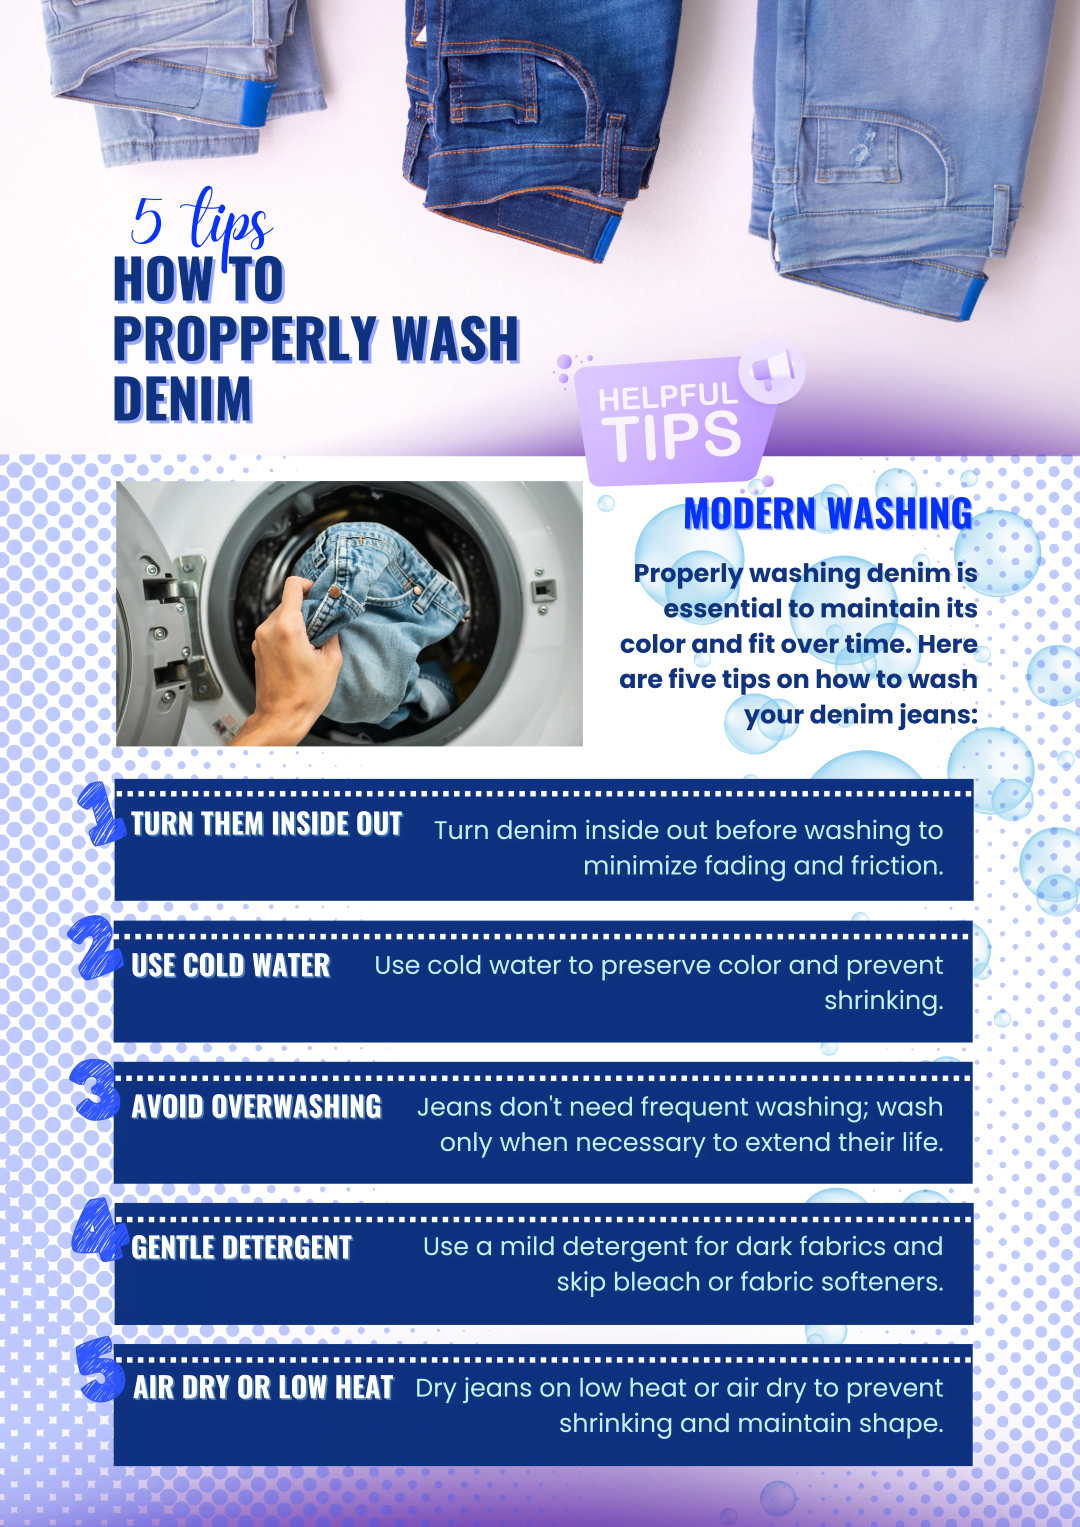 5 tips
HOW TO
PROPPERLY WASH
DENIM
HELPFUL
TIPS
MODERN WASHING
Properly washing denim is
essential to maintain its
color and fit over time. Here
are five tips on how to wash
your denim jeans:
1
TURN THEM INSIDE OUT
Turn denim inside out before washing to
minimize fading and friction.
2
USE COLD WATER
Use cold water to preserve color and prevent
shrinking.
3
AVOID OVERWASHING
Jeans don't need frequent washing; wash
only when necessary to extend their life.
4
GENTLE DETERGENT
Use a mild detergent for dark fabrics and
skip bleach or fabric softeners.
5
AIR DRY OR LOW HEAT
Dry jeans on low heat or air dry to prevent
shrinking and maintain shape.